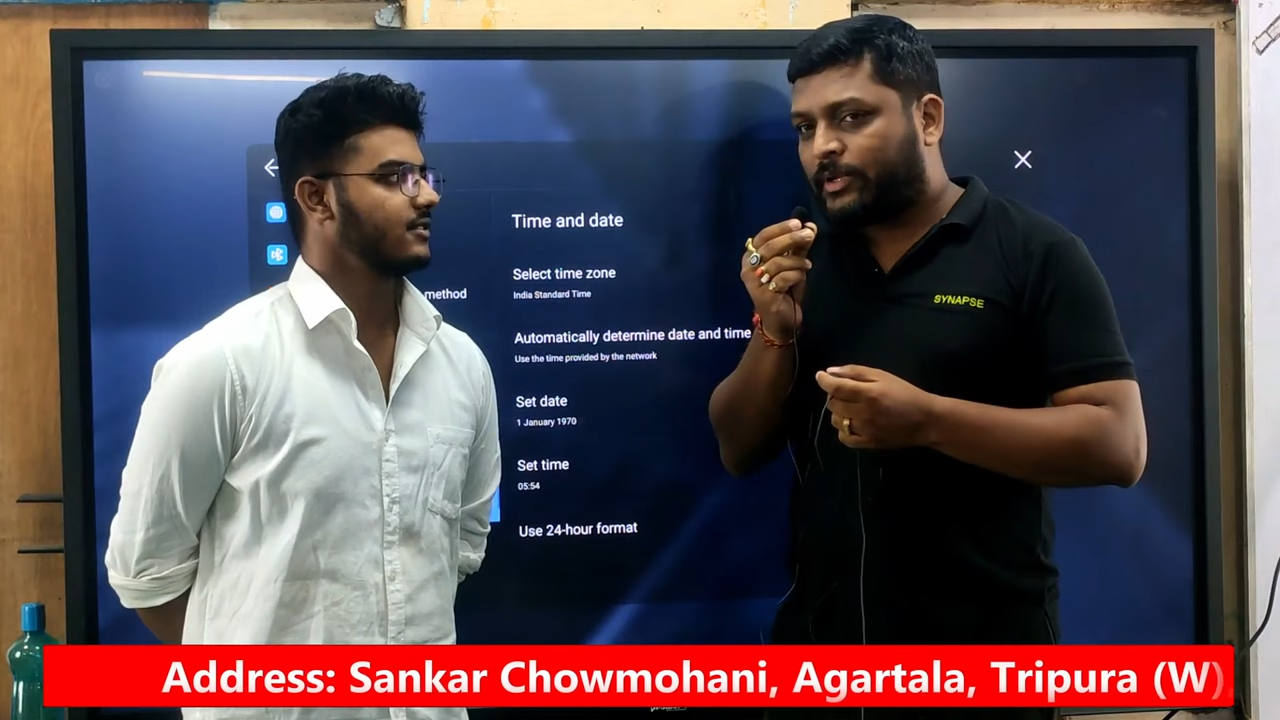 Time and date
Select time zone
India Standard Time
method
Automatically determine date and time
Use the time provided by the network
Set date
1 January 1970
Set time
05:54
Use 24-hour format
SYNAPSE
Address: Sankar Chowmohani, Agartala, Tripura (W)